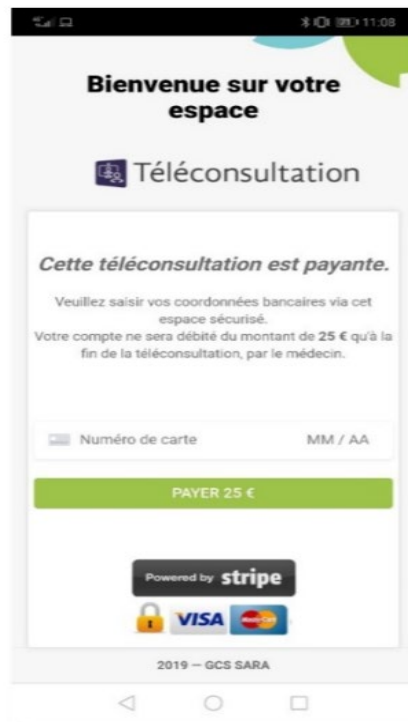 11:08
Bienvenue sur votre
espace
Téléconsultation
Cette téléconsultation est payante.
Veuillez saisir vos coordonnées bancaires via cet
espace sécurisé.
Votre compte ne sera débité du montant de 25 € qu'à la
fin de la téléconsultation, par le médecin.
Numéro de carte MM / AA
PAYER 25 €
Powered by stripe
VISA MasterCard
2019 — GCS SARA